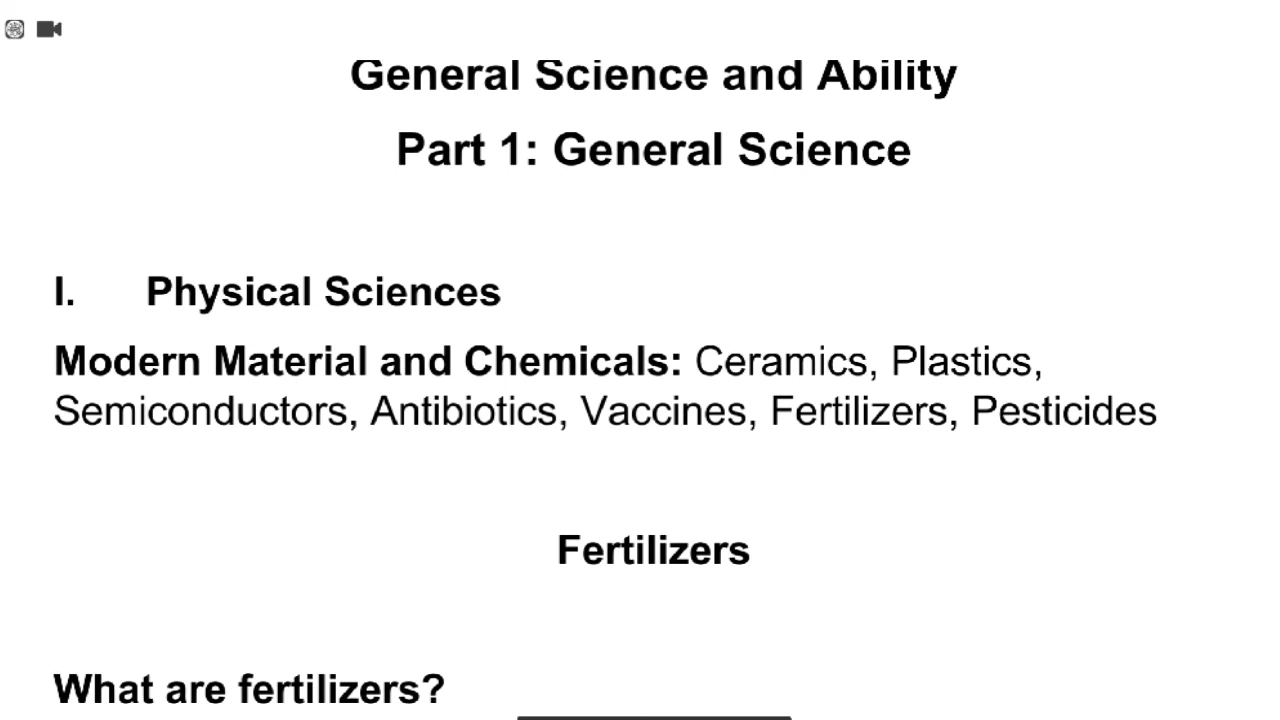 General Science and Ability
Part 1: General Science
I. Physical Sciences
Modern Material and Chemicals: Ceramics, Plastics,
Semiconductors, Antibiotics, Vaccines, Fertilizers, Pesticides
Fertilizers
What are fertilizers?